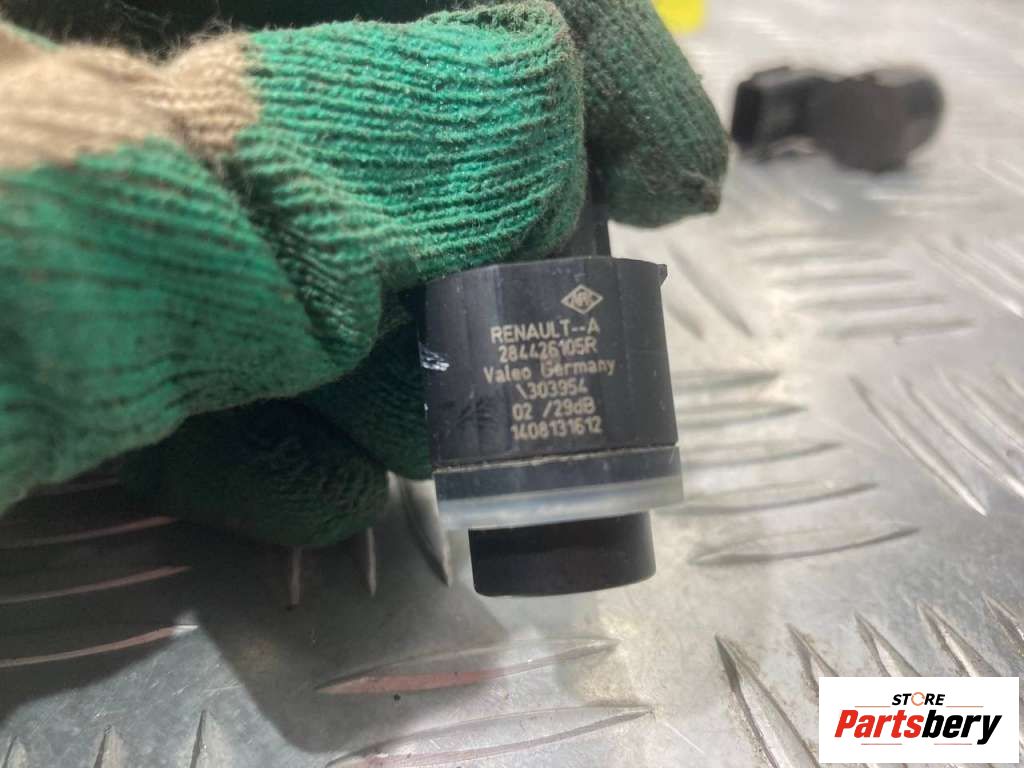 RENAULT--A
284426105R
Valeo Germany
\303954
02 /29dB
1408131612
STORE
Partsbery